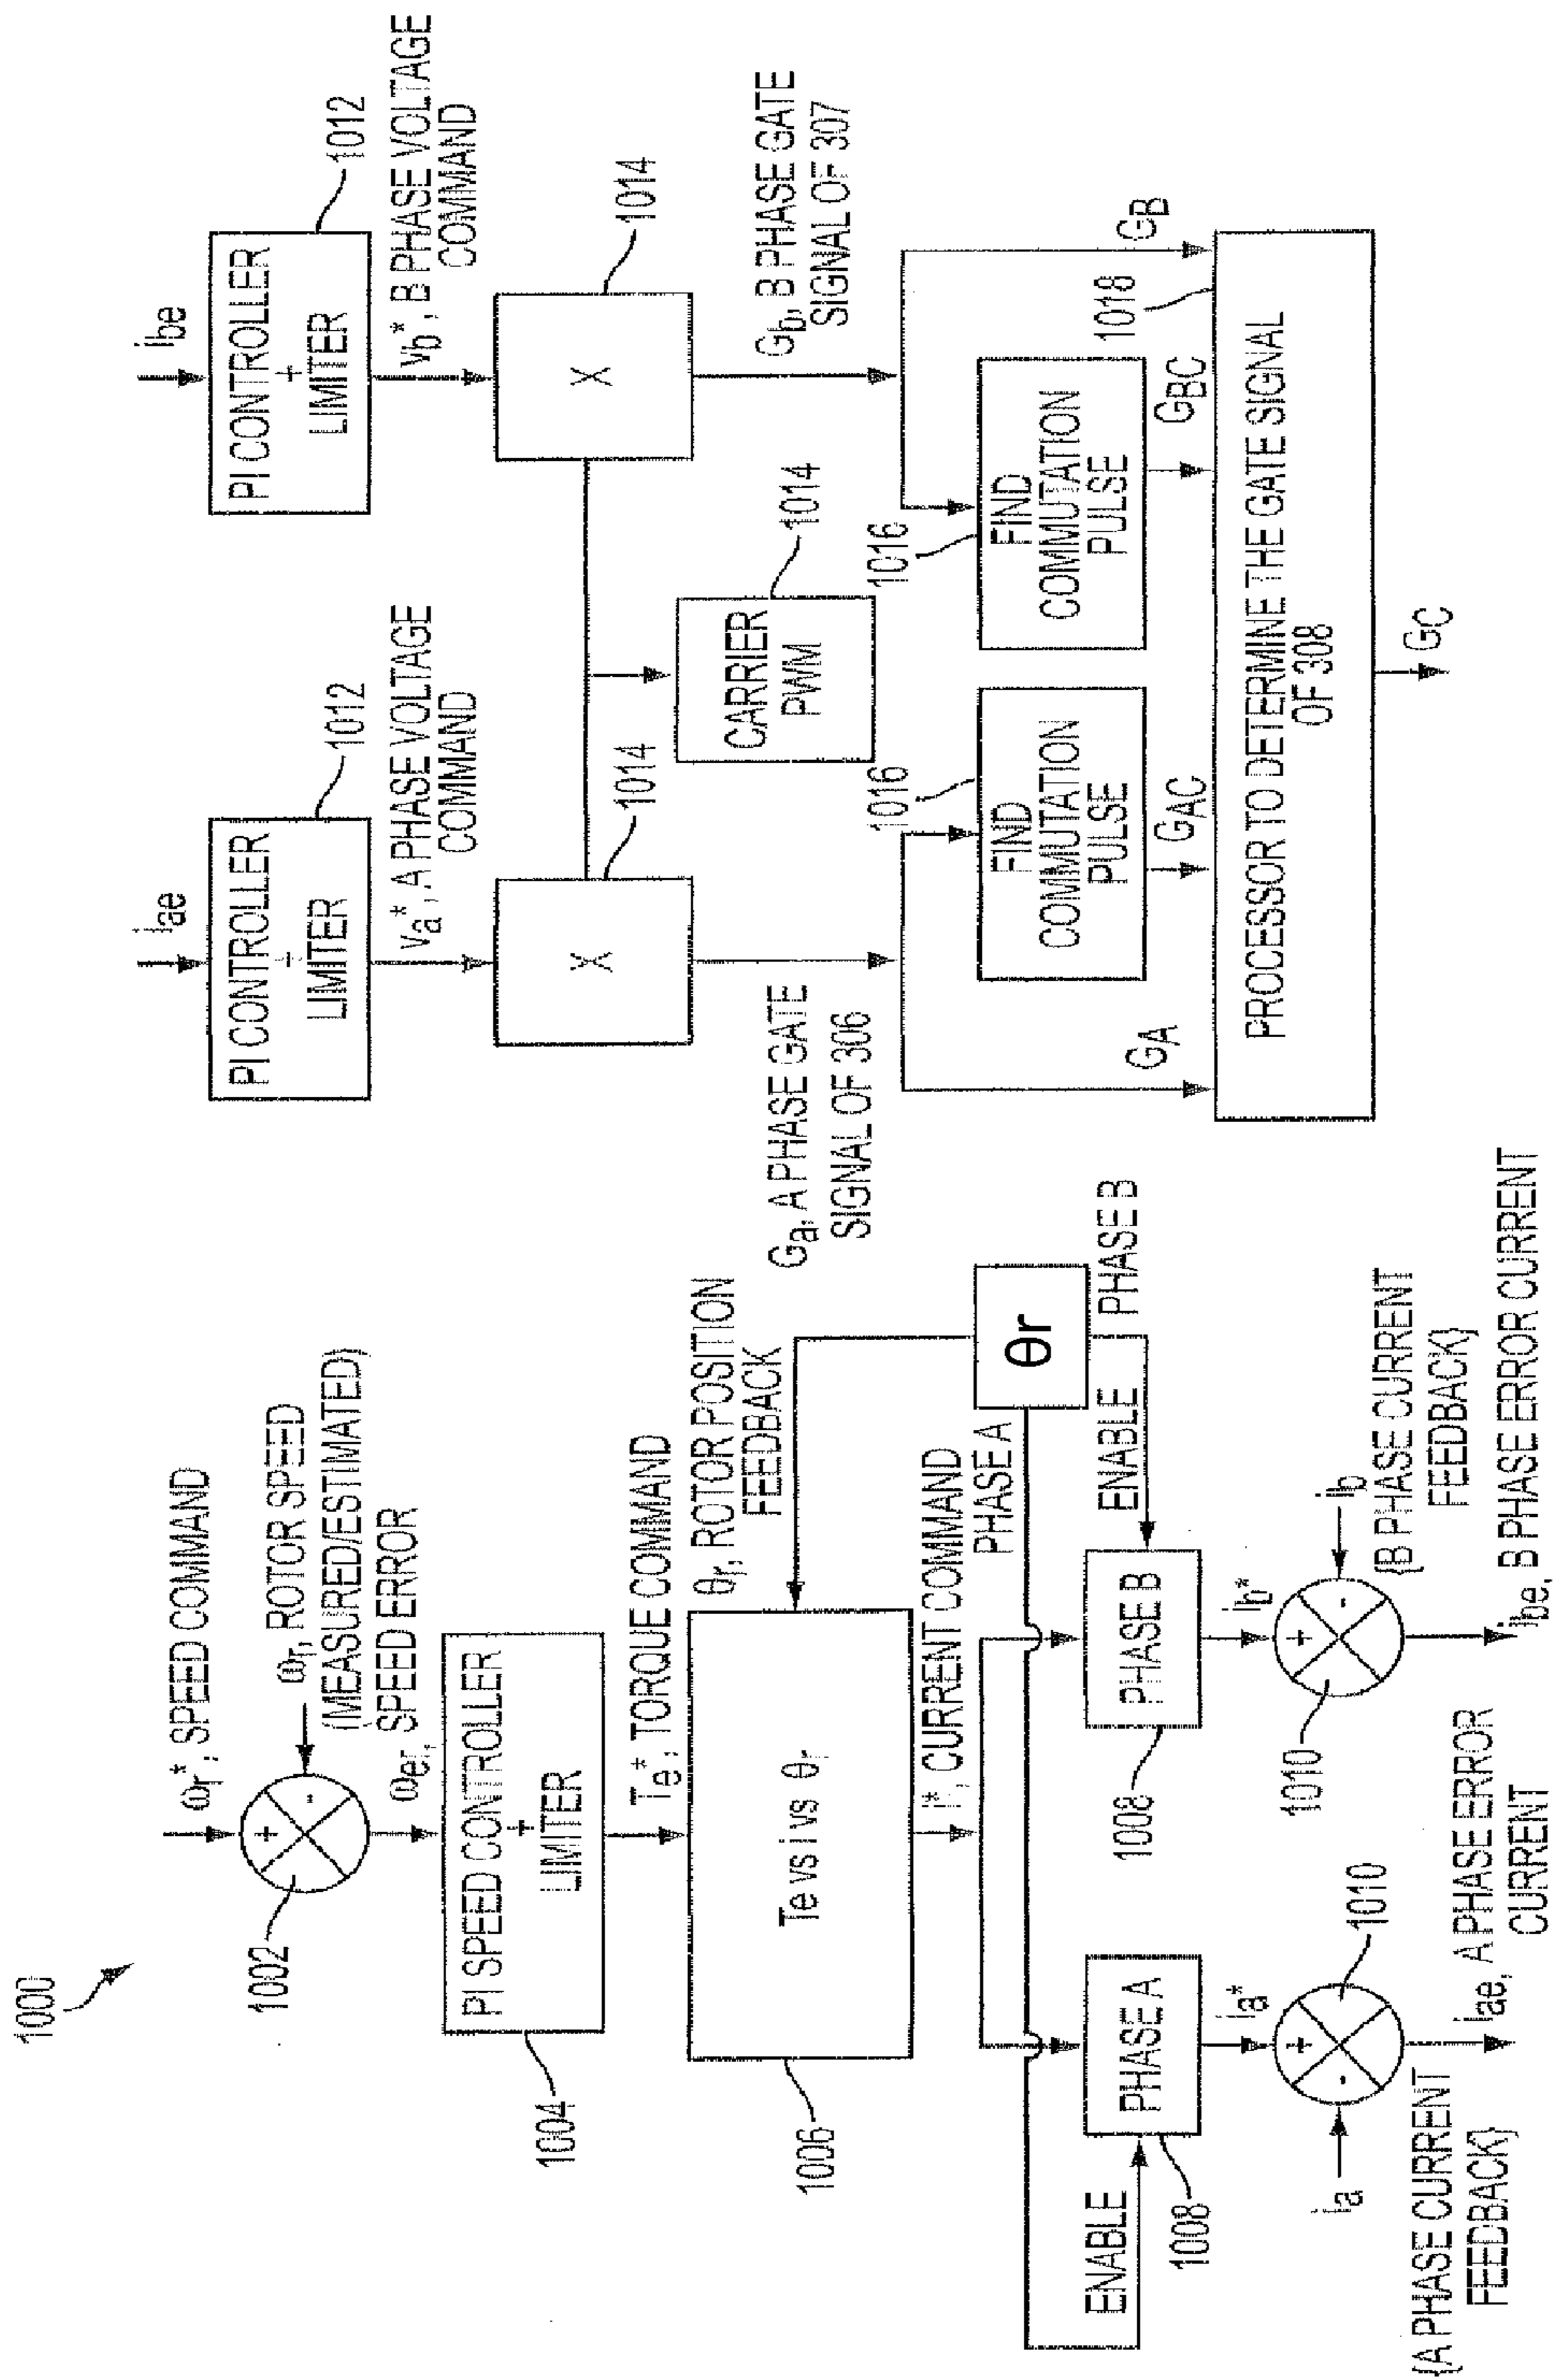 1000
ωr*, SPEED COMMAND
+
-
1002
ωr, ROTOR SPEED
(MEASURED/ESTIMATED)
ωer, SPEED ERROR
PI SPEED CONTROLLER
+
LIMITER
1004
Te*, TORQUE COMMAND
θr, ROTOR POSITION
FEEDBACK
Te vs i vs θr
1006
i*, CURRENT COMMAND
PHASE A
θr
PHASE B
ENABLE
ENABLE
PHASE A
1008
PHASE B
1008
ia*
ib*
+
-
1010
+
-
1010
ia
(A PHASE CURRENT
FEEDBACK)
ib
(B PHASE CURRENT
FEEDBACK)
iae, A PHASE ERROR
CURRENT
ibe, B PHASE ERROR CURRENT
iae
PI CONTROLLER
+
LIMITER
1012
va*, A PHASE VOLTAGE
COMMAND
ibe
PI CONTROLLER
+
LIMITER
1012
vb*, B PHASE VOLTAGE
COMMAND
X
1014
X
1014
CARRIER
PWM
1014
Ga, A PHASE GATE
SIGNAL OF 306
Gb, B PHASE GATE
SIGNAL OF 307
1016
FIND
COMMUTATION
PULSE
1016
FIND
COMMUTATION
PULSE
GA
GAC
GBC
GB
1018
PROCESSOR TO DETERMINE THE GATE SIGNAL
OF 308
GC